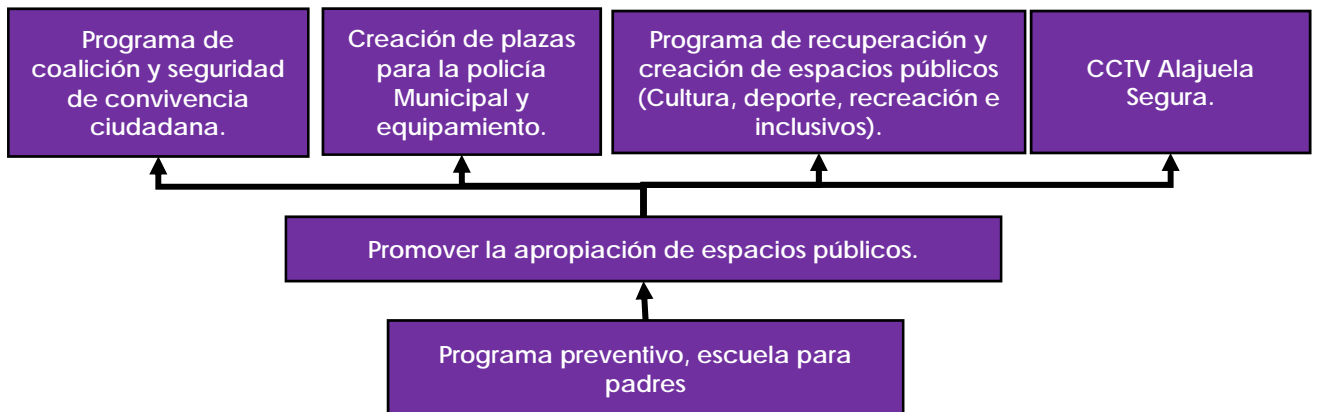 Programa de
coalición y seguridad
de convivencia
ciudadana.
Creación de plazas
para la policía
Municipal y
equipamiento.
Programa de recuperación y
creación de espacios públicos
(Cultura, deporte, recreación e
inclusivos).
CCTV Alajuela
Segura.
Promover la apropiación de espacios públicos.
Programa preventivo, escuela para
padres